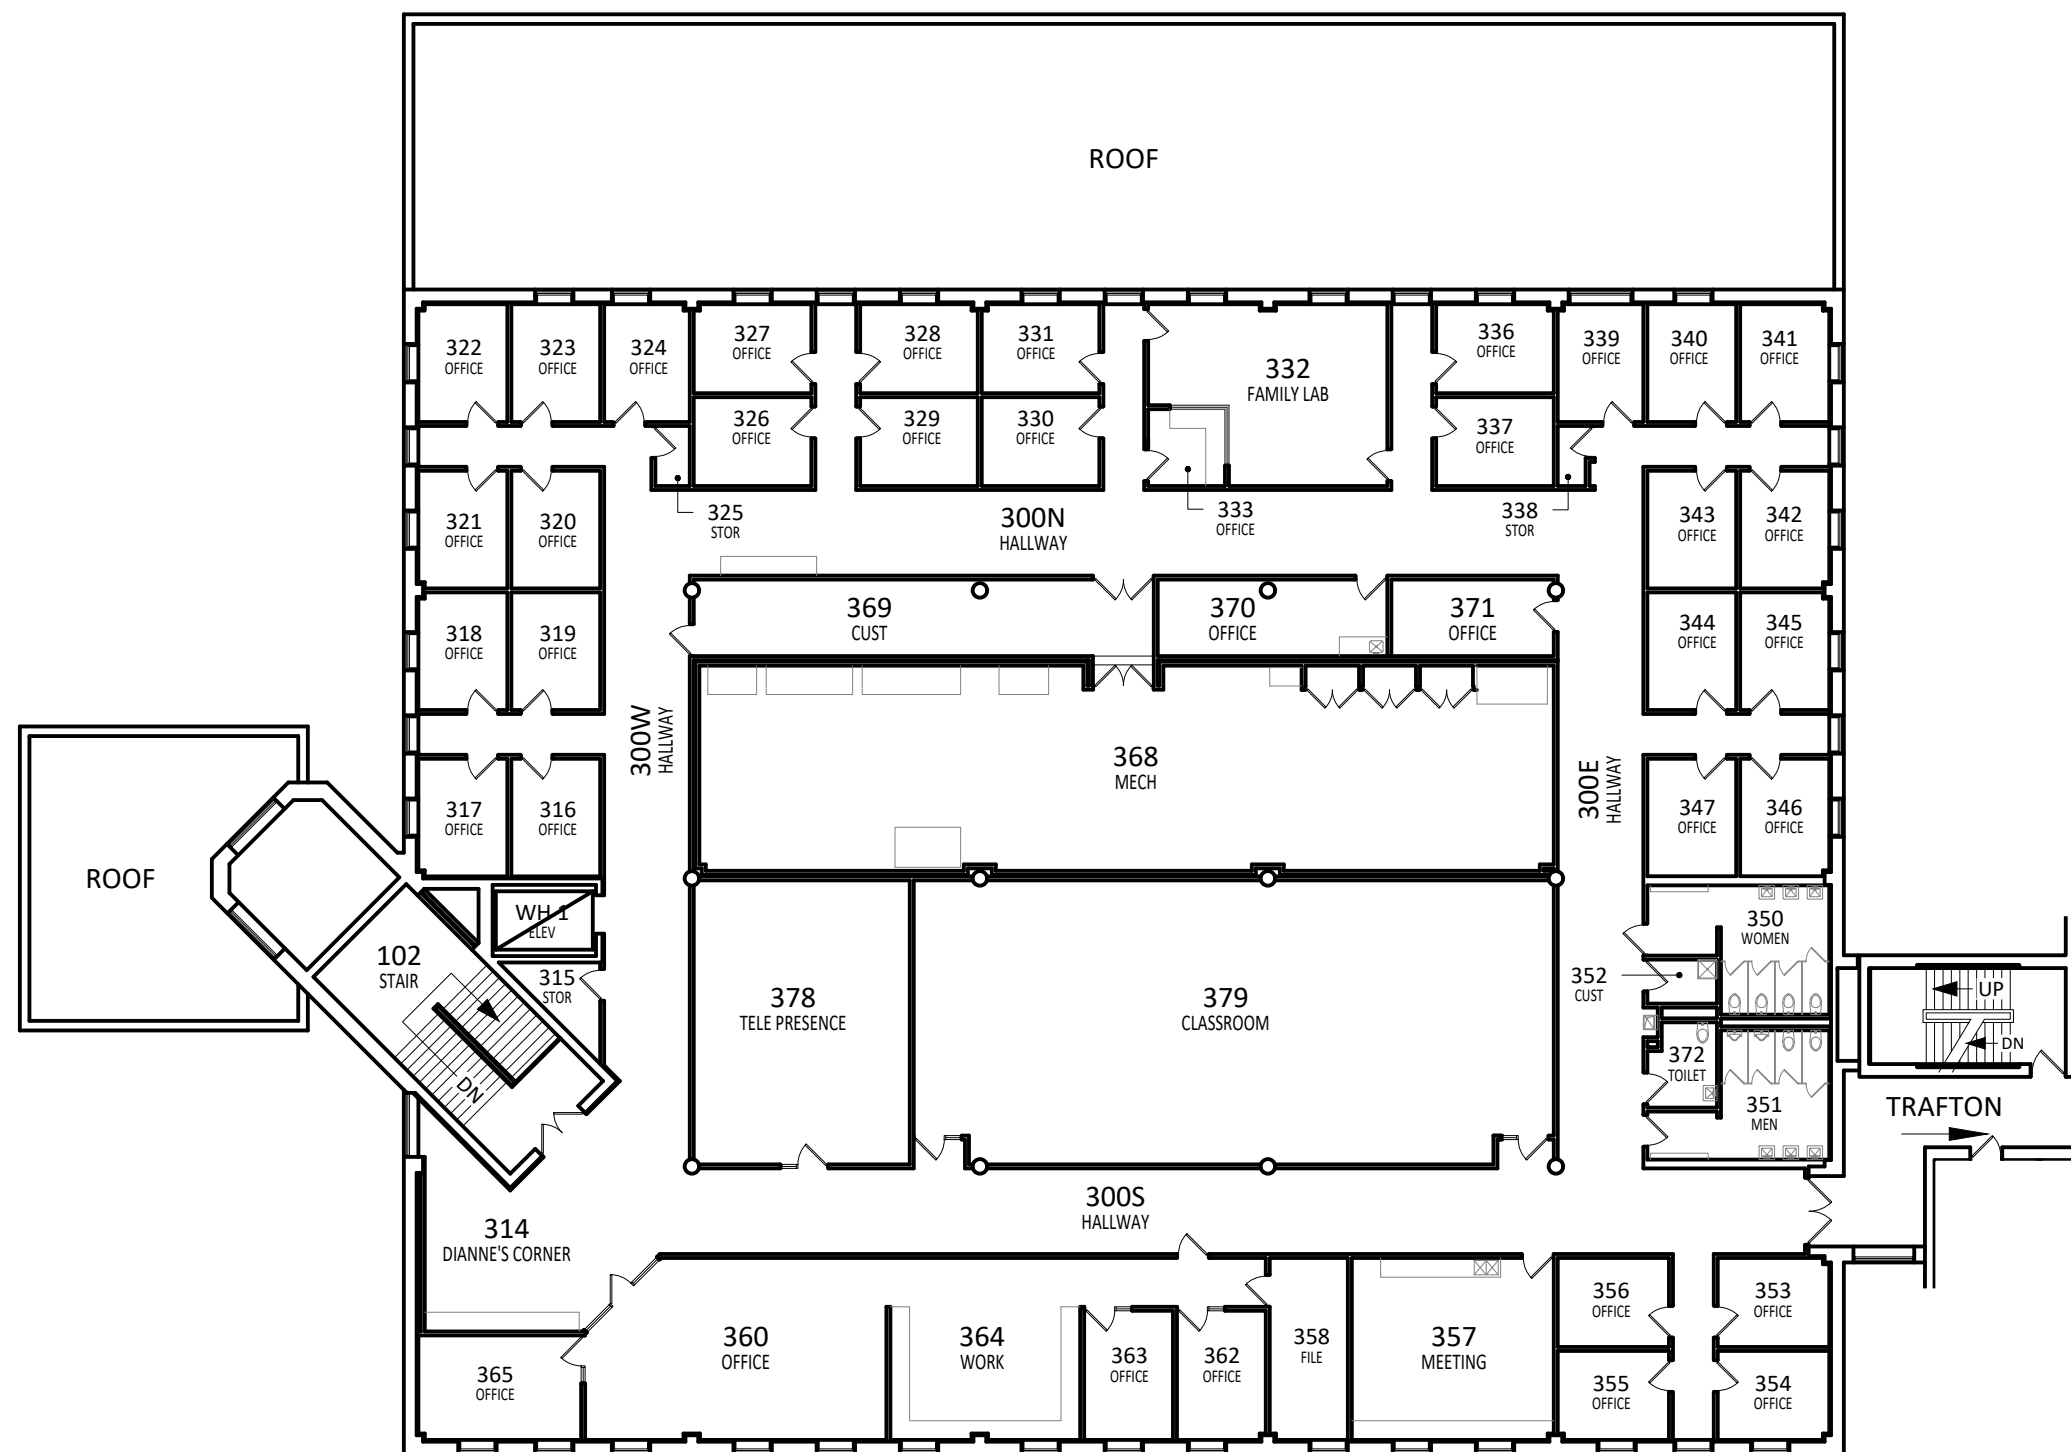 ROOF
322
OFFICE
323
OFFICE
324
OFFICE
327
OFFICE
328
OFFICE
331
OFFICE
332
FAMILY LAB
336
OFFICE
339
OFFICE
340
OFFICE
341
OFFICE
326
OFFICE
329
OFFICE
330
OFFICE
337
OFFICE
321
OFFICE
320
OFFICE
325
STOR
300N
HALLWAY
333
OFFICE
338
STOR
343
OFFICE
342
OFFICE
318
OFFICE
319
OFFICE
369
CUST
370
OFFICE
371
OFFICE
344
OFFICE
345
OFFICE
300W
HALLWAY
368
MECH
300E
HALLWAY
317
OFFICE
316
OFFICE
347
OFFICE
346
OFFICE
ROOF
WH-1
ELEV
102
STAIR
315
STOR
DN
378
TELE PRESENCE
379
CLASSROOM
350
WOMEN
352
CUST
372
TOILET
351
MEN
UP
DN
TRAFTON
314
DIANNE'S CORNER
300S
HALLWAY
365
OFFICE
360
OFFICE
364
WORK
363
OFFICE
362
OFFICE
358
FILE
357
MEETING
356
OFFICE
353
OFFICE
355
OFFICE
354
OFFICE